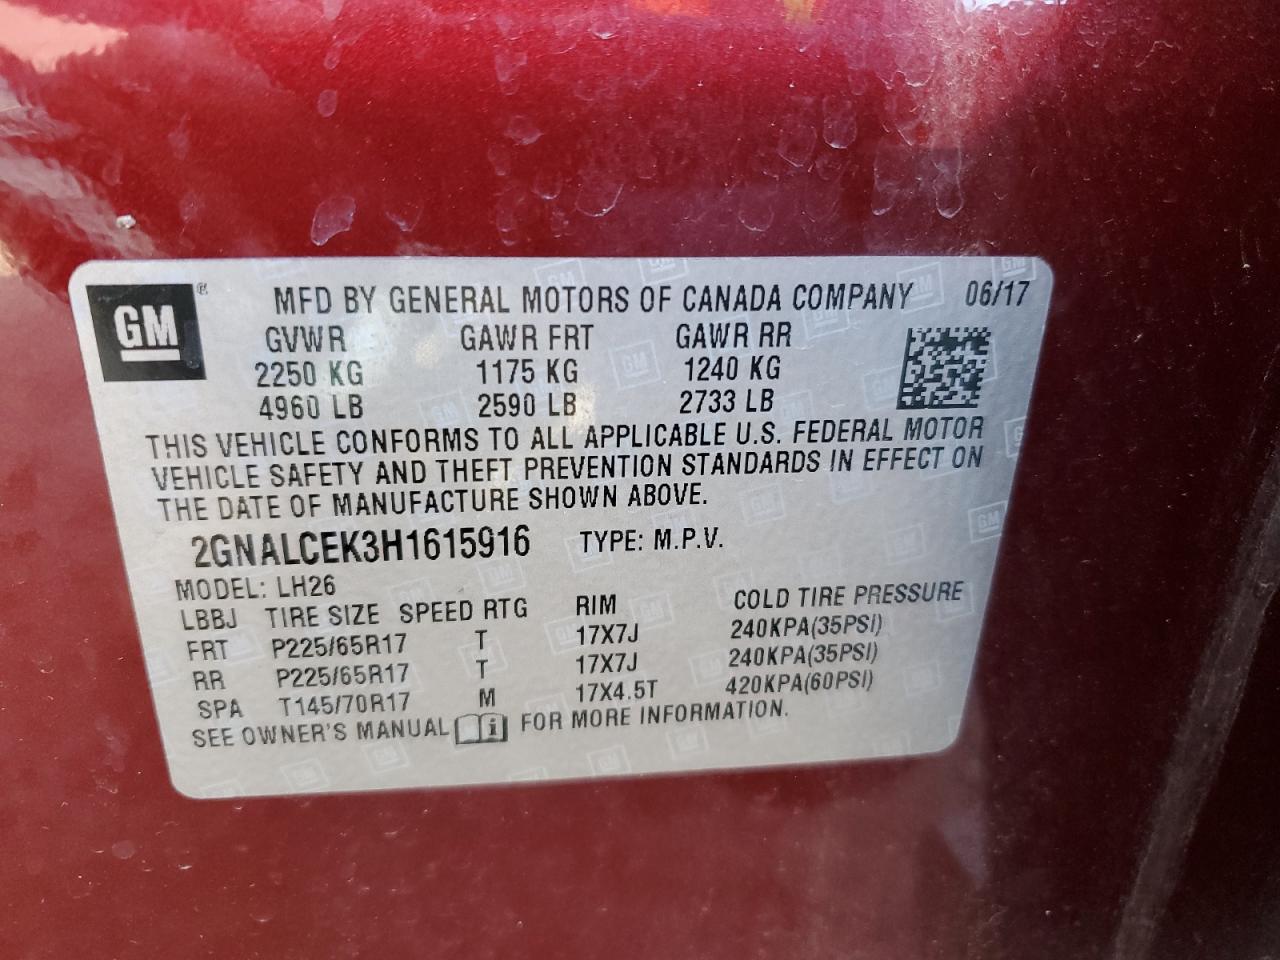 GM ® MFD BY GENERAL MOTORS OF CANADA COMPANY 06/17
GVWR GAWR FRT GAWR RR
2250 KG 1175 KG 1240 KG
4960 LB 2590 LB 2733 LB
THIS VEHICLE CONFORMS TO ALL APPLICABLE U.S. FEDERAL MOTOR
VEHICLE SAFETY AND THEFT PREVENTION STANDARDS IN EFFECT ON
THE DATE OF MANUFACTURE SHOWN ABOVE.
2GNALCEK3H1615916 TYPE: M.P.V.
MODEL: LH26
LBBJ TIRE SIZE SPEED RTG RIM COLD TIRE PRESSURE
FRT P225/65R17 T 17X7J 240KPA(35PSI)
RR P225/65R17 T 17X7J 240KPA(35PSI)
SPA T145/70R17 M 17X4.5T 420KPA(60PSI)
SEE OWNER'S MANUAL i FOR MORE INFORMATION.